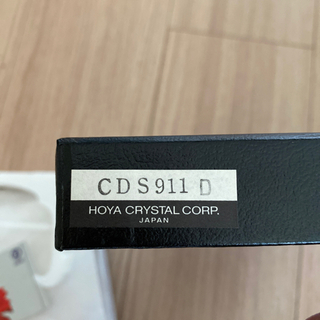 CDS911 D
HOYA CRYSTAL CORP.
JAPAN